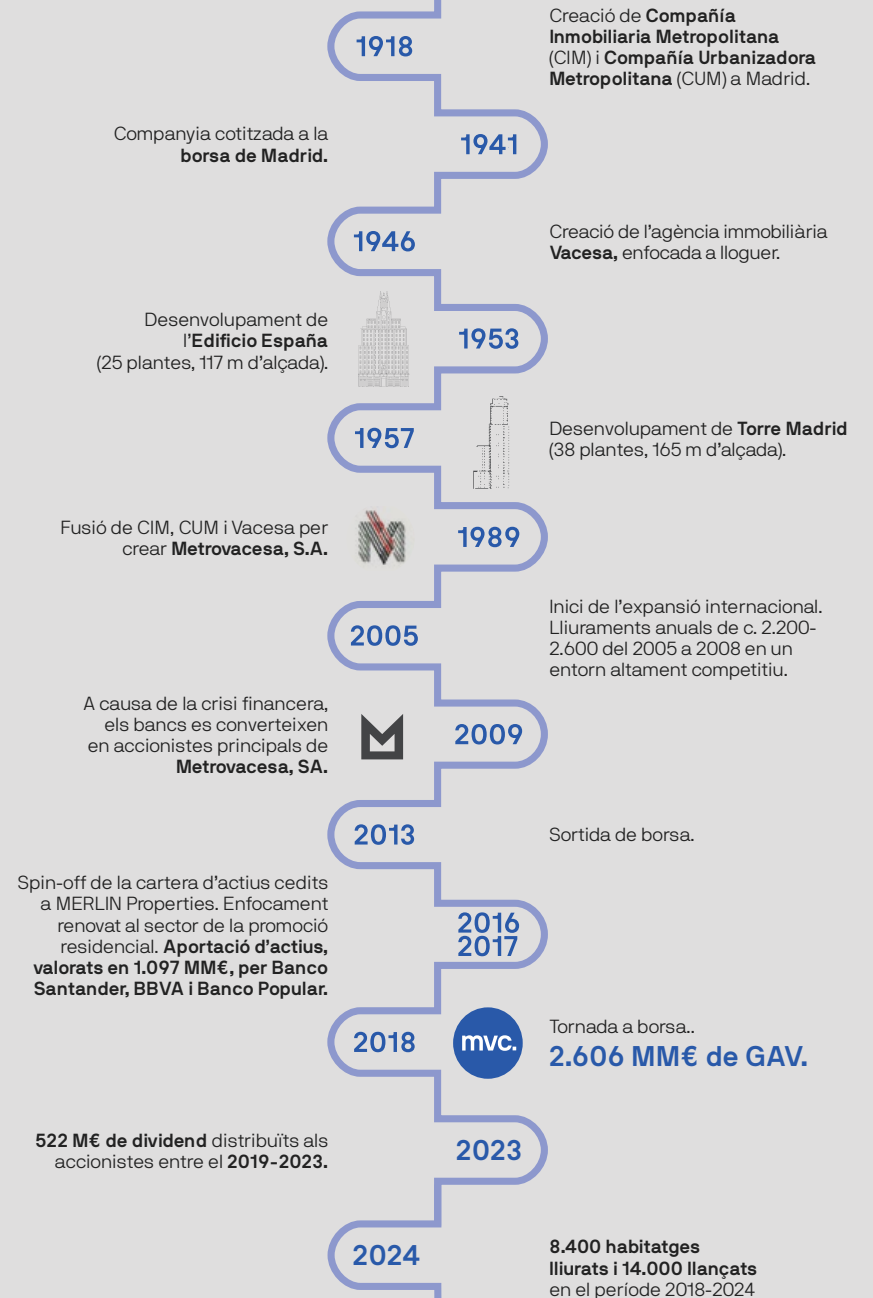 1918
Creació de Compañía
Inmobiliaria Metropolitana
(CIM) i Compañía Urbanizadora
Metropolitana (CUM) a Madrid.
Companyia cotitzada a la
borsa de Madrid.
1941
1946
Creació de l'agència immobiliària
Vacesa, enfocada a lloguer.
Desenvolupament de
l'Edificio España
(25 plantes, 117 m d'alçada).
1953
1957
Desenvolupament de Torre Madrid
(38 plantes, 165 m d'alçada).
Fusió de CIM, CUM i Vacesa per
crear Metrovacesa, S.A.
1989
2005
Inici de l'expansió internacional.
Lliuraments anuals de c. 2.200-
2.600 del 2005 a 2008 en un
entorn altament competitiu.
A causa de la crisi financera,
els bancs es converteixen
en accionistes principals de
Metrovacesa, SA.
2009
2013
Sortida de borsa.
Spin-off de la cartera d'actius cedits
a MERLIN Properties. Enfocament
renovat al sector de la promoció
residencial. Aportació d'actius,
valorats en 1.097 MM€, per Banco
Santander, BBVA i Banco Popular.
2016
2017
2018
mvc.
Tornada a borsa..
2.606 MM€ de GAV.
522 M€ de dividend distribuïts als
accionistes entre el 2019-2023.
2023
2024
8.400 habitatges
lliurats i 14.000 llançats
en el període 2018-2024